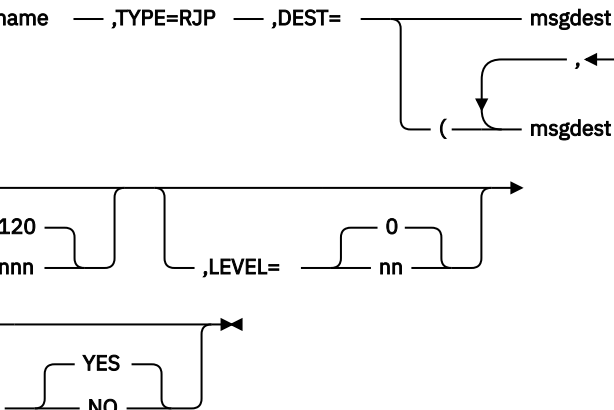 name ,TYPE=RJP ,DEST= msgdest
,
( msgdest
120 0
nnn ,LEVEL= nn
YES
NO